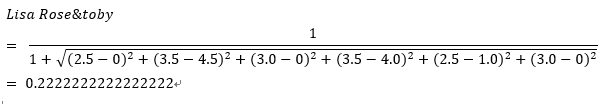 Lisa Rose&toby
= 1
1 + √(2.5 − 0)² + (3.5 − 4.5)² + (3.0 − 0)² + (3.5 − 4.0)² + (2.5 − 1.0)² + (3.0 − 0)²
= 0.2222222222222222↵